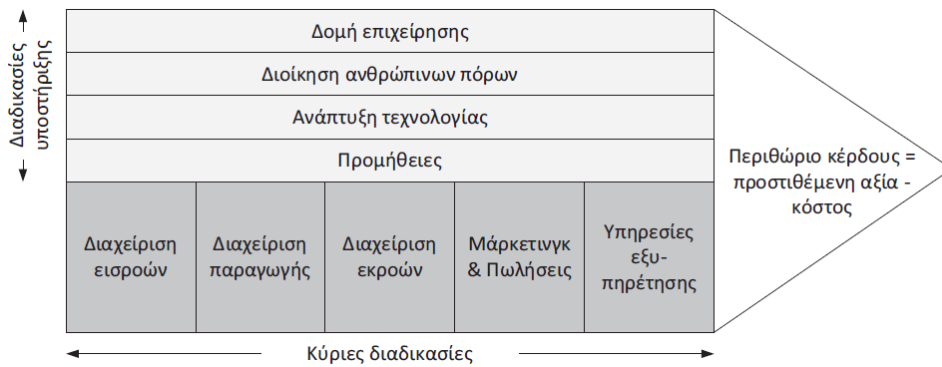 Διαδικασίες
υποστήριξης
Δομή επιχείρησης
Διοίκηση ανθρώπινων πόρων
Ανάπτυξη τεχνολογίας
Προμήθειες
Διαχείριση
εισροών
Διαχείριση
παραγωγής
Διαχείριση
εκροών
Μάρκετινγκ
& Πωλήσεις
Υπηρεσίες
εξυ-
πηρέτησης
Περιθώριο κέρδους =
προστιθέμενη αξία -
κόστος
Κύριες διαδικασίες